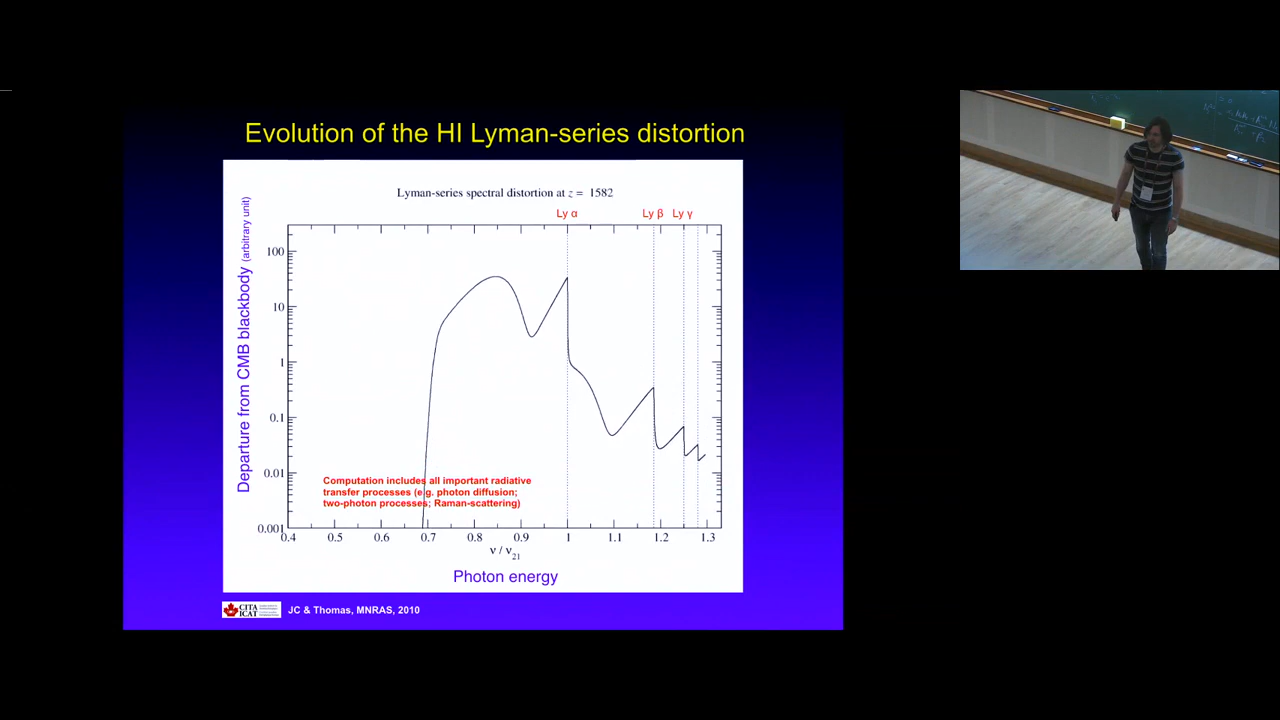 Evolution of the HI Lyman-series distortion
Lyman-series spectral distortion at z = 1582
Ly α
Ly β
Ly γ
Departure from CMB blackbody (arbitrary unit)
100
10
1
0.1
0.01
0.001
Computation includes all important radiative
transfer processes (e.g. photon diffusion;
two-photon processes; Raman-scattering)
0.4 0.5 0.6 0.7 0.8 0.9 1 1.1 1.2 1.3
ν / ν21
Photon energy
CITA
ICAT
JC & Thomas, MNRAS, 2010